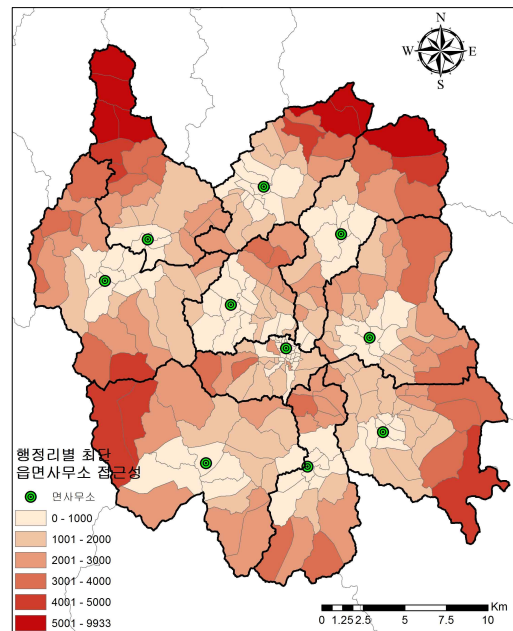 N
W
E
S
행정리별 최단
읍면사무소 접근성
면사무소
0 - 1000
1001 - 2000
2001 - 3000
3001 - 4000
4001 - 5000
5001 - 9933
Km
0 1.25 2.5 5 7.5 10